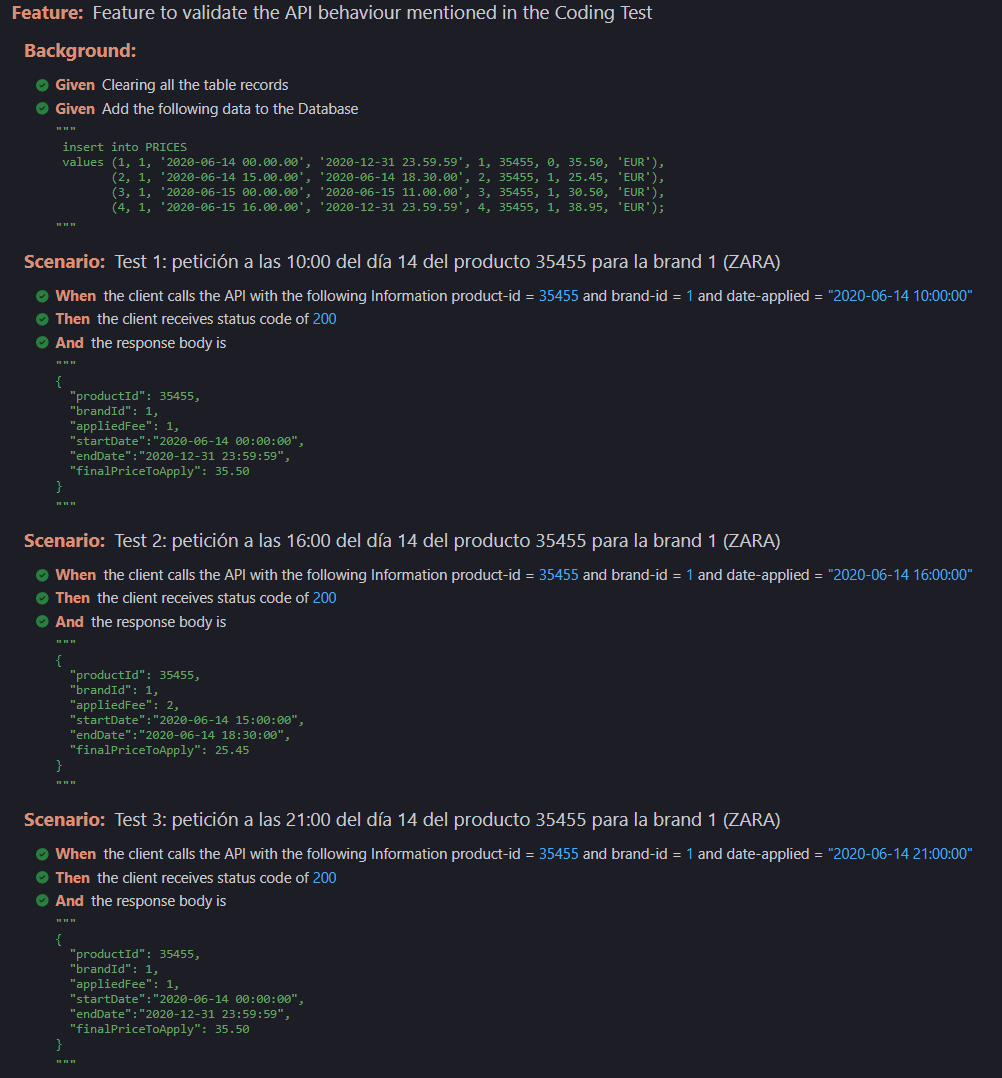 Feature: Feature to validate the API behaviour mentioned in the Coding Test
Background:
Given Clearing all the table records
Given Add the following data to the Database
"""
insert into PRICES
values (1, 1, '2020-06-14 00.00.00', '2020-12-31 23.59.59', 1, 35455, 0, 35.50, 'EUR'),
(2, 1, '2020-06-14 15.00.00', '2020-06-14 18.30.00', 2, 35455, 1, 25.45, 'EUR'),
(3, 1, '2020-06-15 00.00.00', '2020-06-15 11.00.00', 3, 35455, 1, 30.50, 'EUR'),
(4, 1, '2020-06-15 16.00.00', '2020-12-31 23.59.59', 4, 35455, 1, 38.95, 'EUR');
"""
Scenario: Test 1: petición a las 10:00 del día 14 del producto 35455 para la brand 1 (ZARA)
When the client calls the API with the following Information product-id = 35455 and brand-id = 1 and date-applied = "2020-06-14 10:00:00"
Then the client receives status code of 200
And the response body is
"""
{
"productId": 35455,
"brandId": 1,
"appliedFee": 1,
"startDate":"2020-06-14 00:00:00",
"endDate":"2020-12-31 23:59:59",
"finalPriceToApply": 35.50
}
"""
Scenario: Test 2: petición a las 16:00 del día 14 del producto 35455 para la brand 1 (ZARA)
When the client calls the API with the following Information product-id = 35455 and brand-id = 1 and date-applied = "2020-06-14 16:00:00"
Then the client receives status code of 200
And the response body is
"""
{
"productId": 35455,
"brandId": 1,
"appliedFee": 2,
"startDate":"2020-06-14 15:00:00",
"endDate":"2020-06-14 18:30:00",
"finalPriceToApply": 25.45
}
"""
Scenario: Test 3: petición a las 21:00 del día 14 del producto 35455 para la brand 1 (ZARA)
When the client calls the API with the following Information product-id = 35455 and brand-id = 1 and date-applied = "2020-06-14 21:00:00"
Then the client receives status code of 200
And the response body is
"""
{
"productId": 35455,
"brandId": 1,
"appliedFee": 1,
"startDate":"2020-06-14 00:00:00",
"endDate":"2020-12-31 23:59:59",
"finalPriceToApply": 35.50
}
"""